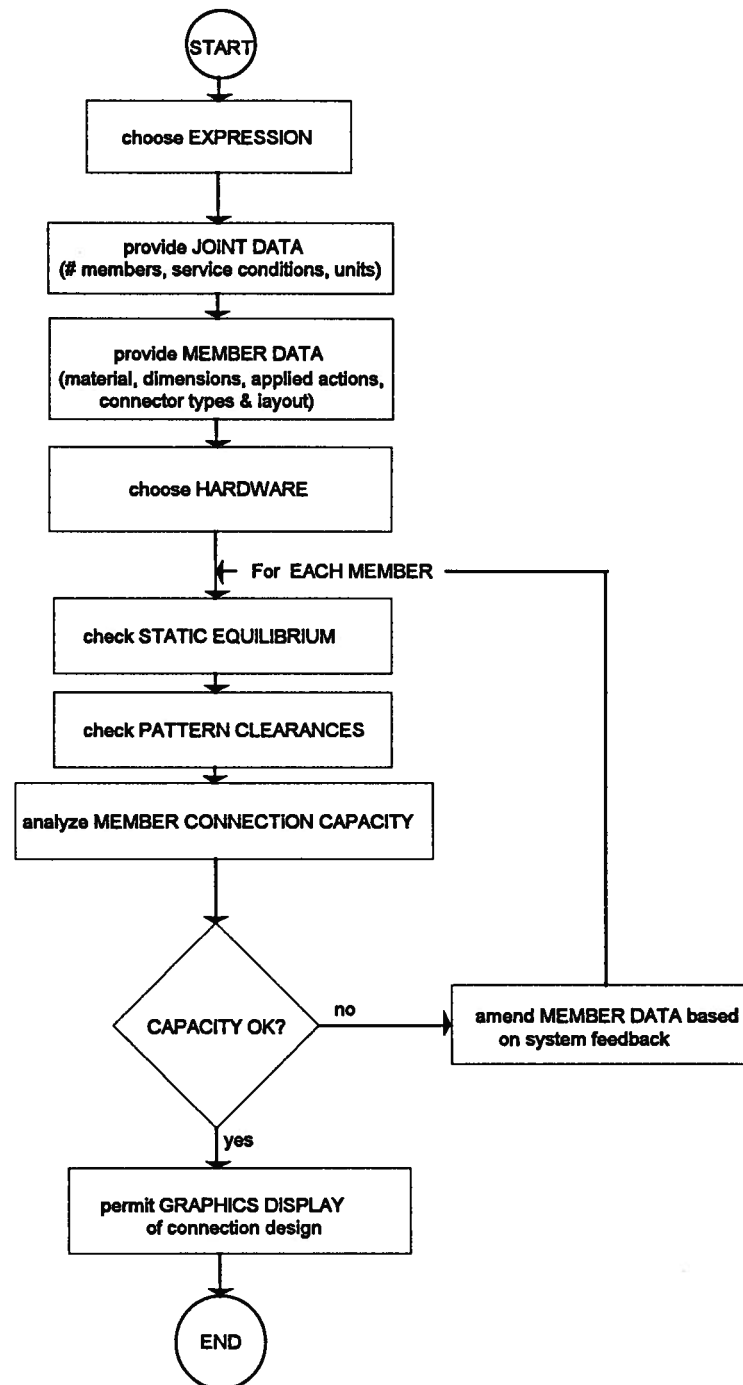 START
choose EXPRESSION
provide JOINT DATA
(# members, service conditions, units)
provide MEMBER DATA
(material, dimensions, applied actions,
connector types & layout)
choose HARDWARE
For EACH MEMBER
check STATIC EQUILIBRIUM
check PATTERN CLEARANCES
analyze MEMBER CONNECTION CAPACITY
CAPACITY OK?
no
amend MEMBER DATA based
on system feedback
yes
permit GRAPHICS DISPLAY
of connection design
END